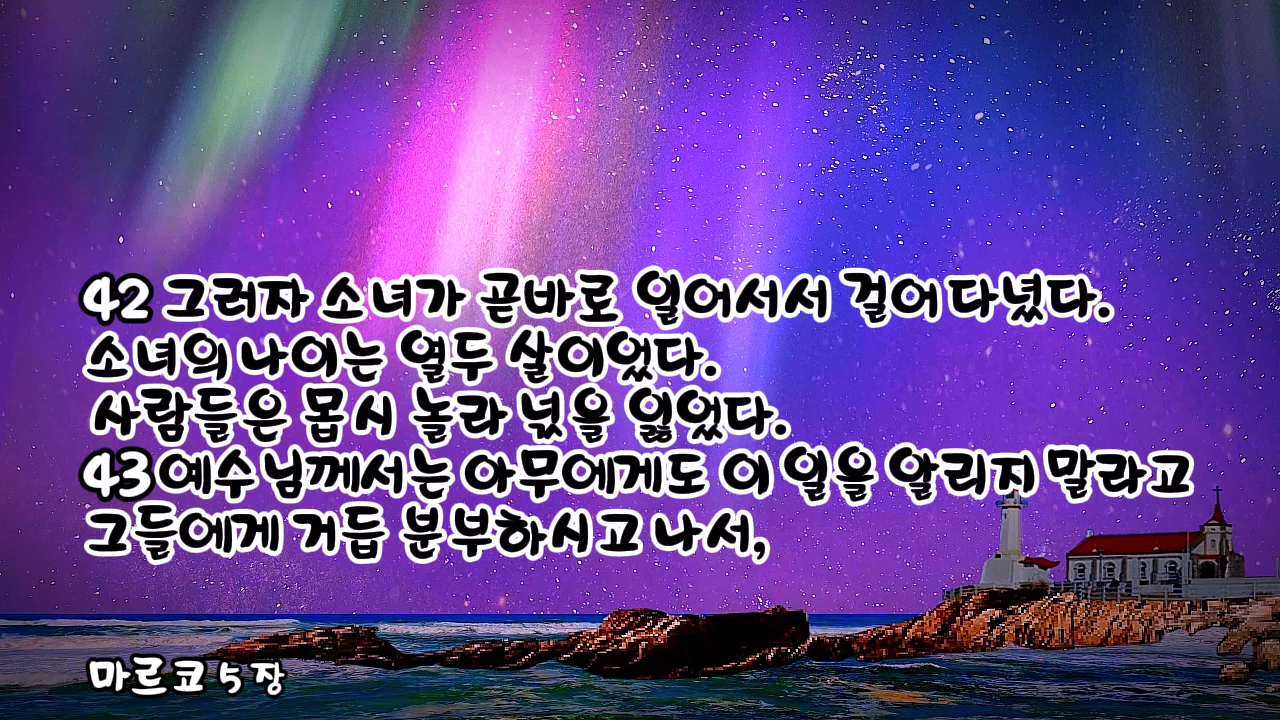 42 그러자 소녀가 곧바로 일어서서 걸어다녔다.
소녀의 나이는 열두 살이었다.
사람들은 몹시 놀라 넋을 잃었다.
43 예수님께서는 아무에게도 이 일을 알리지 말라고
그들에게 거듭 분부하시고 나서,
마르코 5 장